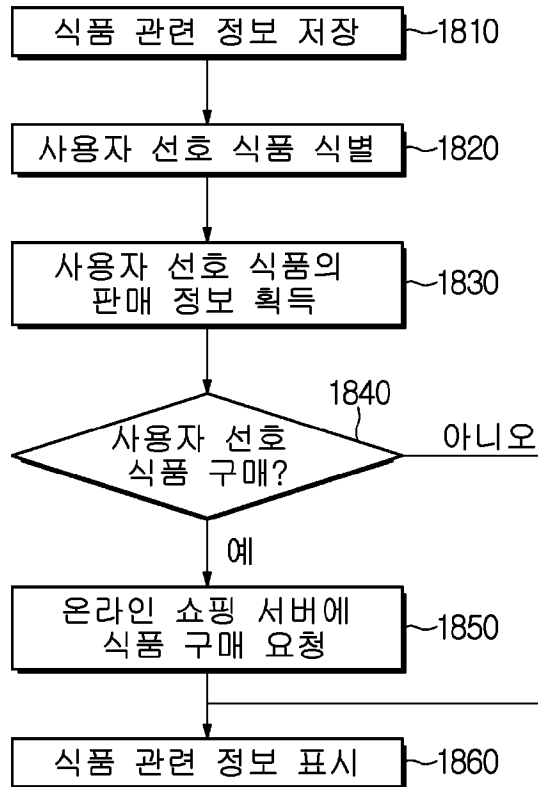 식품 관련 정보 저장
1810
사용자 선호 식품 식별
1820
사용자 선호 식품의
판매 정보 획득
1830
1840
사용자 선호
식품 구매?
아니오
예
온라인 쇼핑 서버에
식품 구매 요청
1850
식품 관련 정보 표시
1860